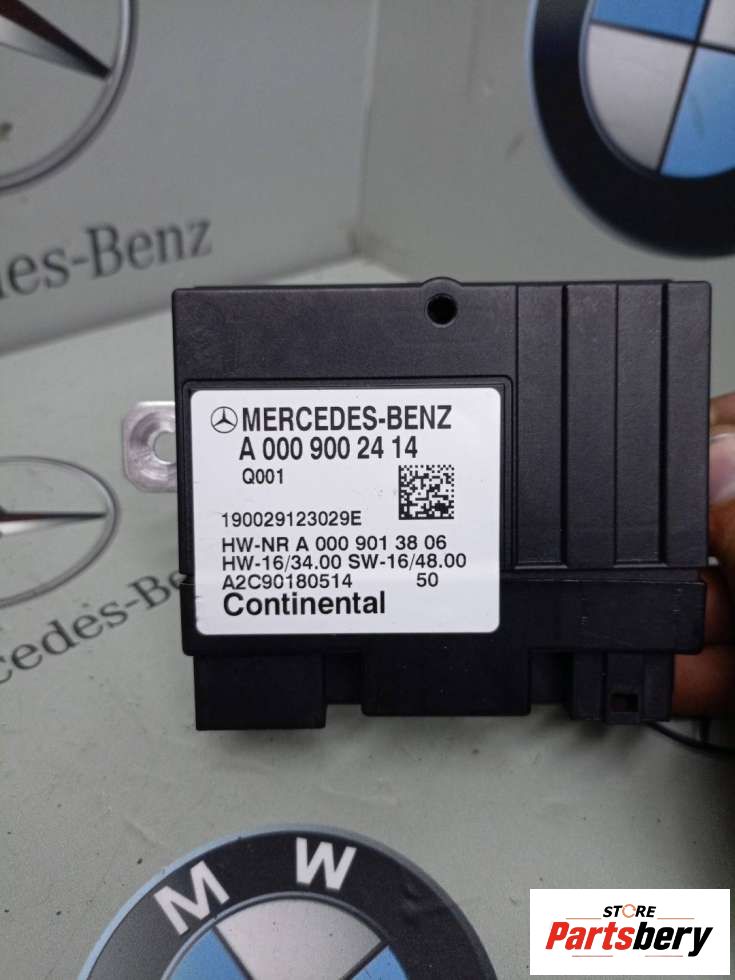 des-Benz
MERCEDES-BENZ
A 000 900 24 14
Q001
190029123029E
HW-NR A 000 901 38 06
HW-16/34.00 SW-16/48.00
A2C90180514 50
Continental
cedes-Be
M W
STORE
Partsbery